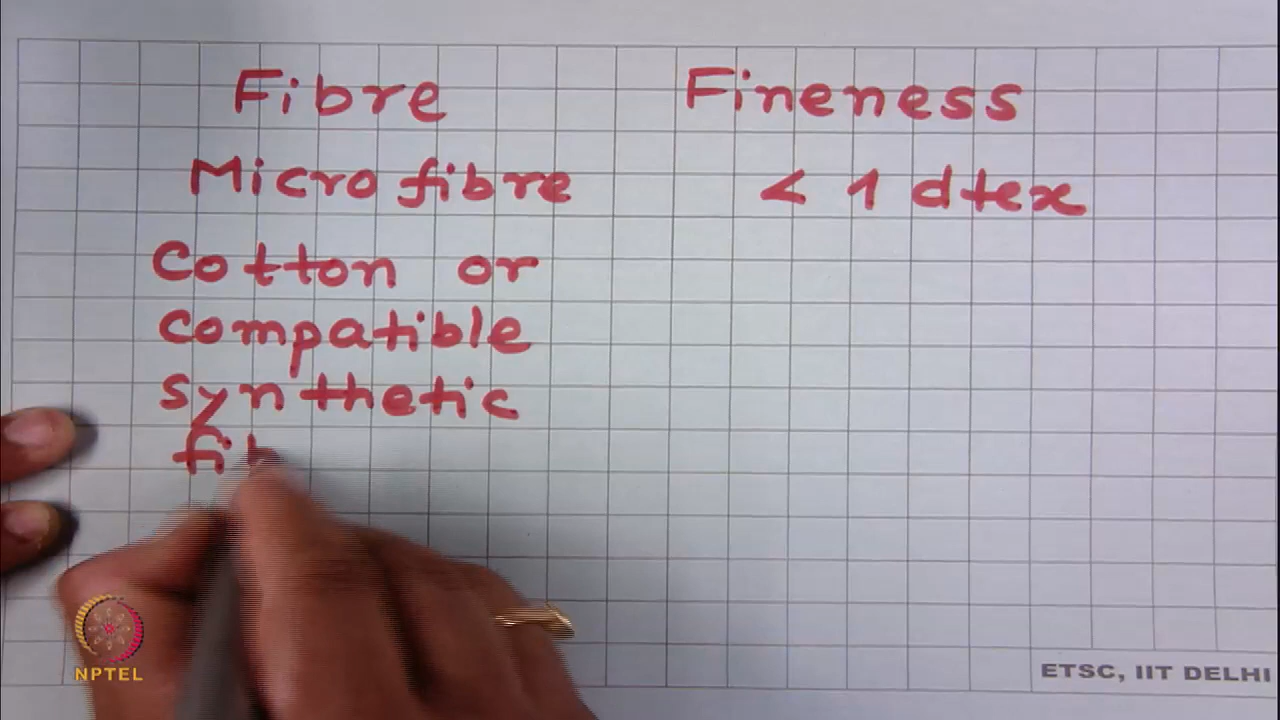 Fibre Fineness
Microfibre < 1 dtex
Cotton or
compatible
synthetic
NPTEL
ETSC, IIT DELHI